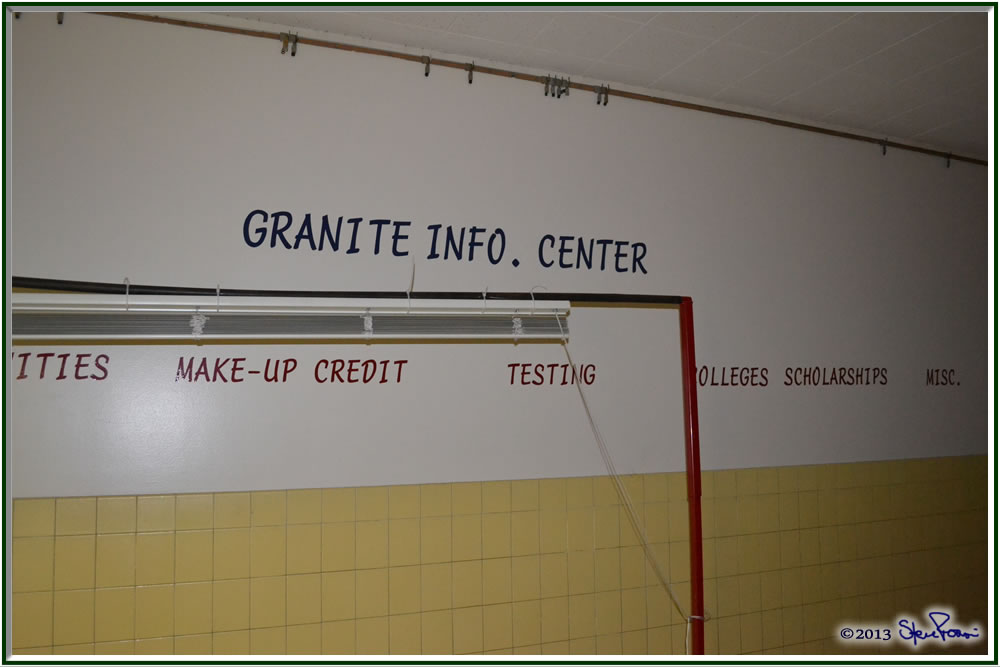 GRANITE INFO. CENTER
ITIES MAKE-UP CREDIT TESTING OLLEGES SCHOLARSHIPS MISC.
©2013